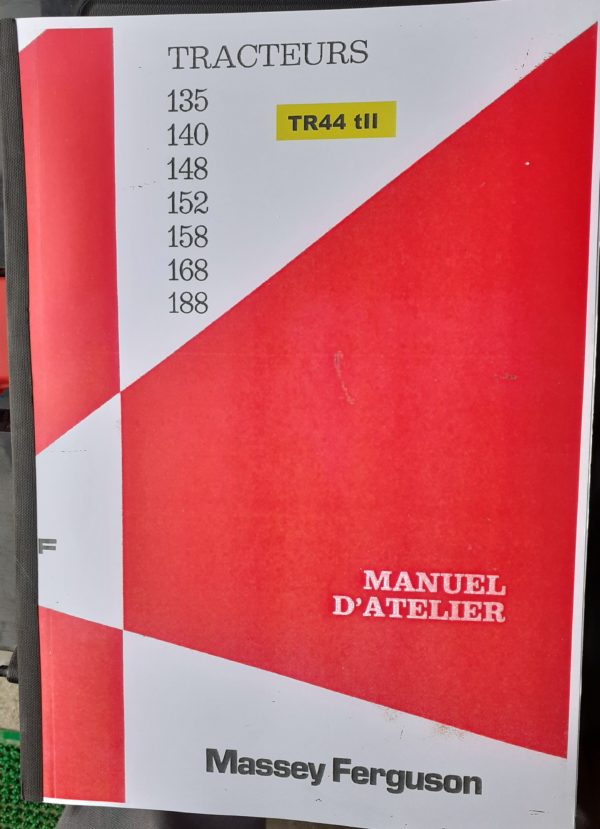 TRACTEURS
135
140
148
152
158
168
188
TR44 tII
F
MANUEL
D'ATELIER
Massey Ferguson